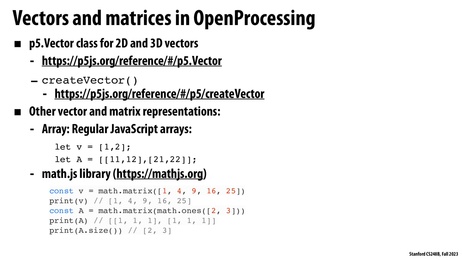 Vectors and matrices in OpenProcessing
■ p5.Vector class for 2D and 3D vectors
- https://p5js.org/reference/#/p5.Vector
– createVector()
- https://p5js.org/reference/#/p5/createVector
■ Other vector and matrix representations:
- Array: Regular JavaScript arrays:
let v = [1,2];
let A = [[11,12],[21,22]];
- math.js library (https://mathjs.org)
const v = math.matrix([1, 4, 9, 16, 25])
print(v) // [1, 4, 9, 16, 25]
const A = math.matrix(math.ones([2, 3]))
print(A) // [[1, 1, 1], [1, 1, 1]]
print(A.size()) // [2, 3]
Stanford CS248B, Fall 2023